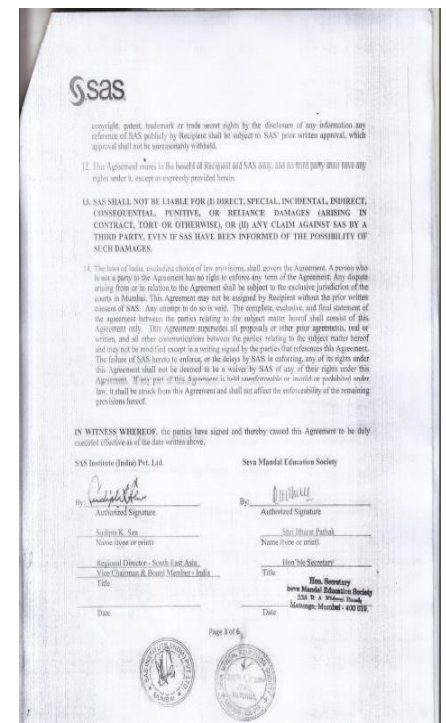 sas
copyright, patent, trademark or trade secret rights by the disclosure of any information any
reference of SAS publicly by Recipient shall be subject to SAS' prior written approval, which
approval shall not be unreasonably withheld.
12. This Agreement inures to the benefit of Recipient and SAS only, and no third party shall have any
rights under it, except as expressly provided herein.
13. SAS SHALL NOT BE LIABLE FOR (I) DIRECT, SPECIAL, INCIDENTAL, INDIRECT,
CONSEQUENTIAL, PUNITIVE, OR RELIANCE DAMAGES (ARISING IN
CONTRACT, TORT OR OTHERWISE), OR (II) ANY CLAIM AGAINST SAS BY A
THIRD PARTY, EVEN IF SAS HAVE BEEN INFORMED OF THE POSSIBILITY OF
SUCH DAMAGES.
14. The laws of India, excluding choice of law provisions, shall govern the Agreement. A person who
is not a party to the Agreement has no right to enforce any term of the Agreement. Any dispute
arising from or in relation to the Agreement shall be subject to the exclusive jurisdiction of the
courts in Mumbai. This Agreement may not be assigned by Recipient without the prior written
consent of SAS. Any attempt to do so is void. The complete, exclusive, and final statement of
the agreement between the parties relating to the subject matter hereof shall consist of this
Agreement only. This Agreement supersedes all proposals or other prior agreements, oral or
written, and all other communications between the parties relating to the subject matter hereof
and may not be modified except in a writing signed by the parties that references this Agreement.
The failure of SAS hereto to enforce, or the delays by SAS in enforcing, any of its rights under
this Agreement shall not be deemed to be a waiver by SAS of any of their rights under this
Agreement. If any part of this Agreement is held unenforceable or invalid or prohibited under
law, it shall be struck from this Agreement and shall not affect the enforceability of the remaining
provisions hereof.
IN WITNESS WHEREOF, the parties have signed and thereby caused this Agreement to be duly
executed effective as of the date written above.
SAS Institute (India) Pvt. Ltd.
Seva Mandal Education Society
By:
By:
Authorized Signature
Authorized Signature
Sudipta K. Sen
Shri Bharat Pathak
Name (type or print)
Name (type or print)
Regional Director - South East Asia,
Vice Chairman & Board Member - India
Hon'ble Secretary
Title
Title
Hon. Secretary
Seva Mandal Education Society
Road,
Matunga, Mumbai - 400 019.
Date
Date
Page 3 of 6